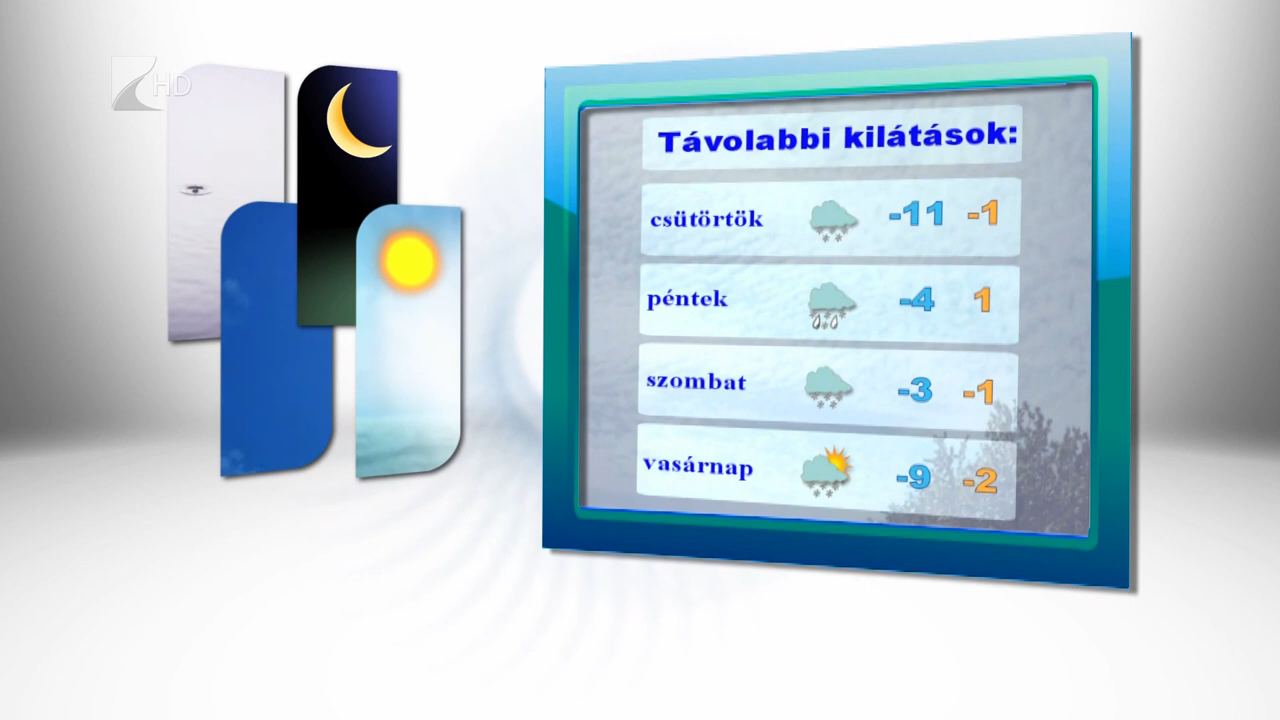 HD
Távolabbi kilátások:
csütörtök -11 -1
péntek -4 1
szombat -3 -1
vasárnap -9 -2